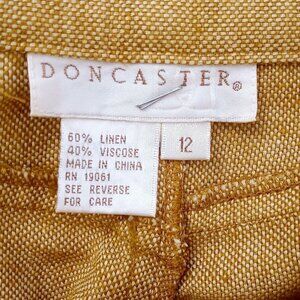 DONCASTER®
60% LINEN
40% VISCOSE
MADE IN CHINA
RN 19061
SEE REVERSE
FOR CARE
12